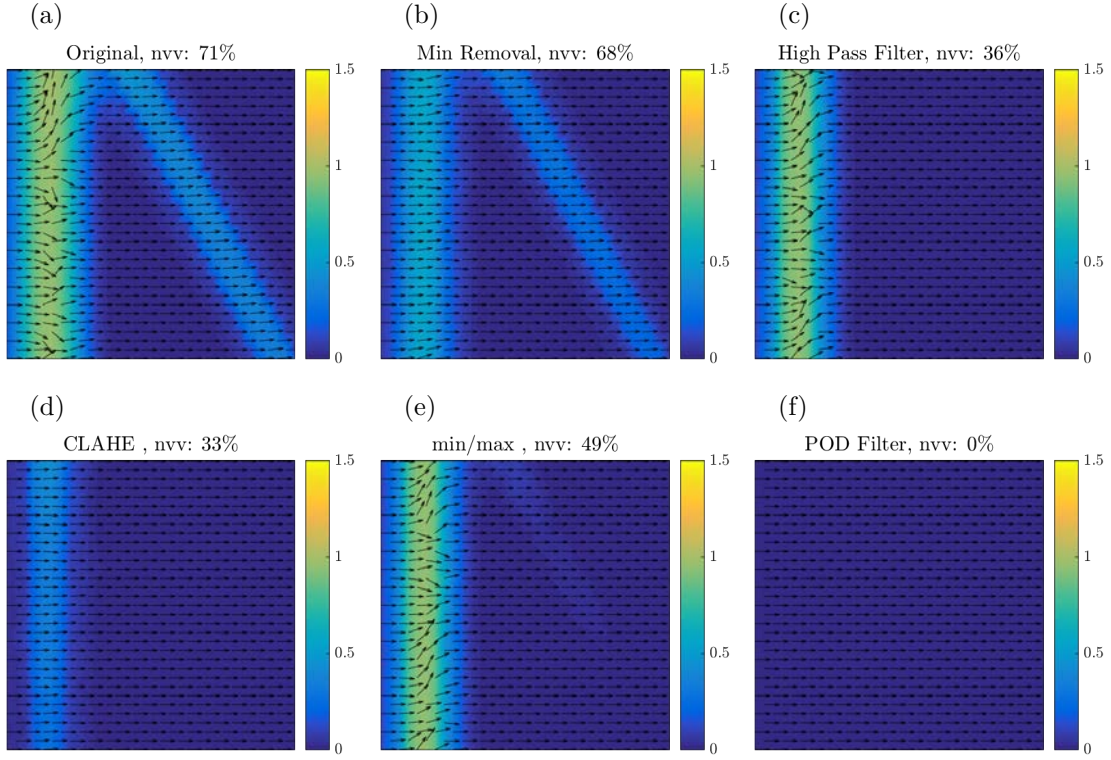 (a)
(b)
(c)
Original, nvv: 71%
Min Removal, nvv: 68%
High Pass Filter, nvv: 36%
1.5
1
0.5
0
1.5
1
0.5
0
1.5
1
0.5
0
(d)
(e)
(f)
CLAHE , nvv: 33%
min/max , nvv: 49%
POD Filter, nvv: 0%
1.5
1
0.5
0
1.5
1
0.5
0
1.5
1
0.5
0